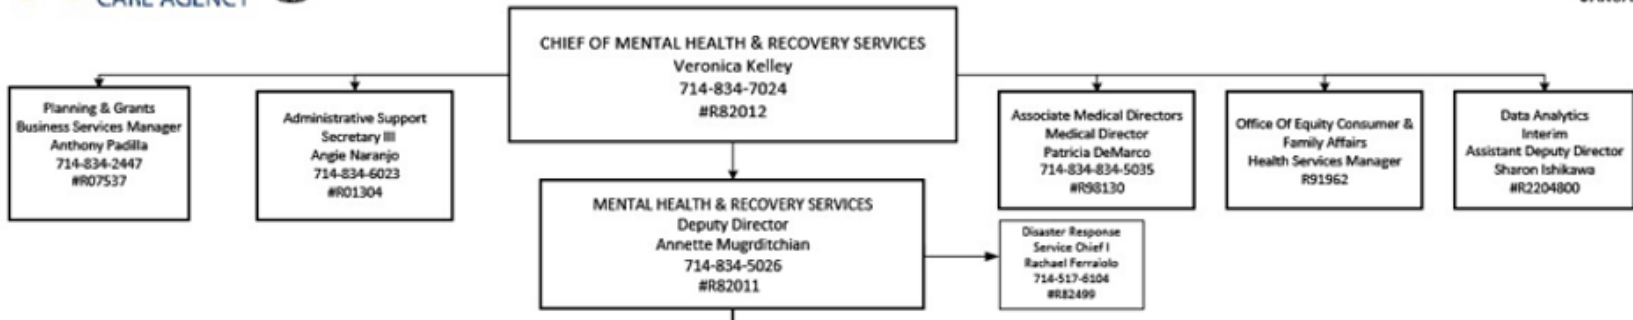 CARE AGENCY
CHIEF OF MENTAL HEALTH & RECOVERY SERVICES
Veronica Kelley
714-834-7024
#R82012
Planning & Grants
Business Services Manager
Anthony Padilla
714-834-2447
#R07537
Administrative Support
Secretary III
Angie Naranjo
714-834-6023
#R01304
Associate Medical Directors
Medical Director
Patricia DeMarco
714-834-834-5035
#R98130
Office Of Equity Consumer &
Family Affairs
Health Services Manager
R91962
Data Analytics
Interim
Assistant Deputy Director
Sharon Ishikawa
#R2204800
MENTAL HEALTH & RECOVERY SERVICES
Deputy Director
Annette Mugrditchian
714-834-5026
#R82011
Disaster Response
Service Chief I
Rachael Ferraiolo
714-517-6104
#R82499